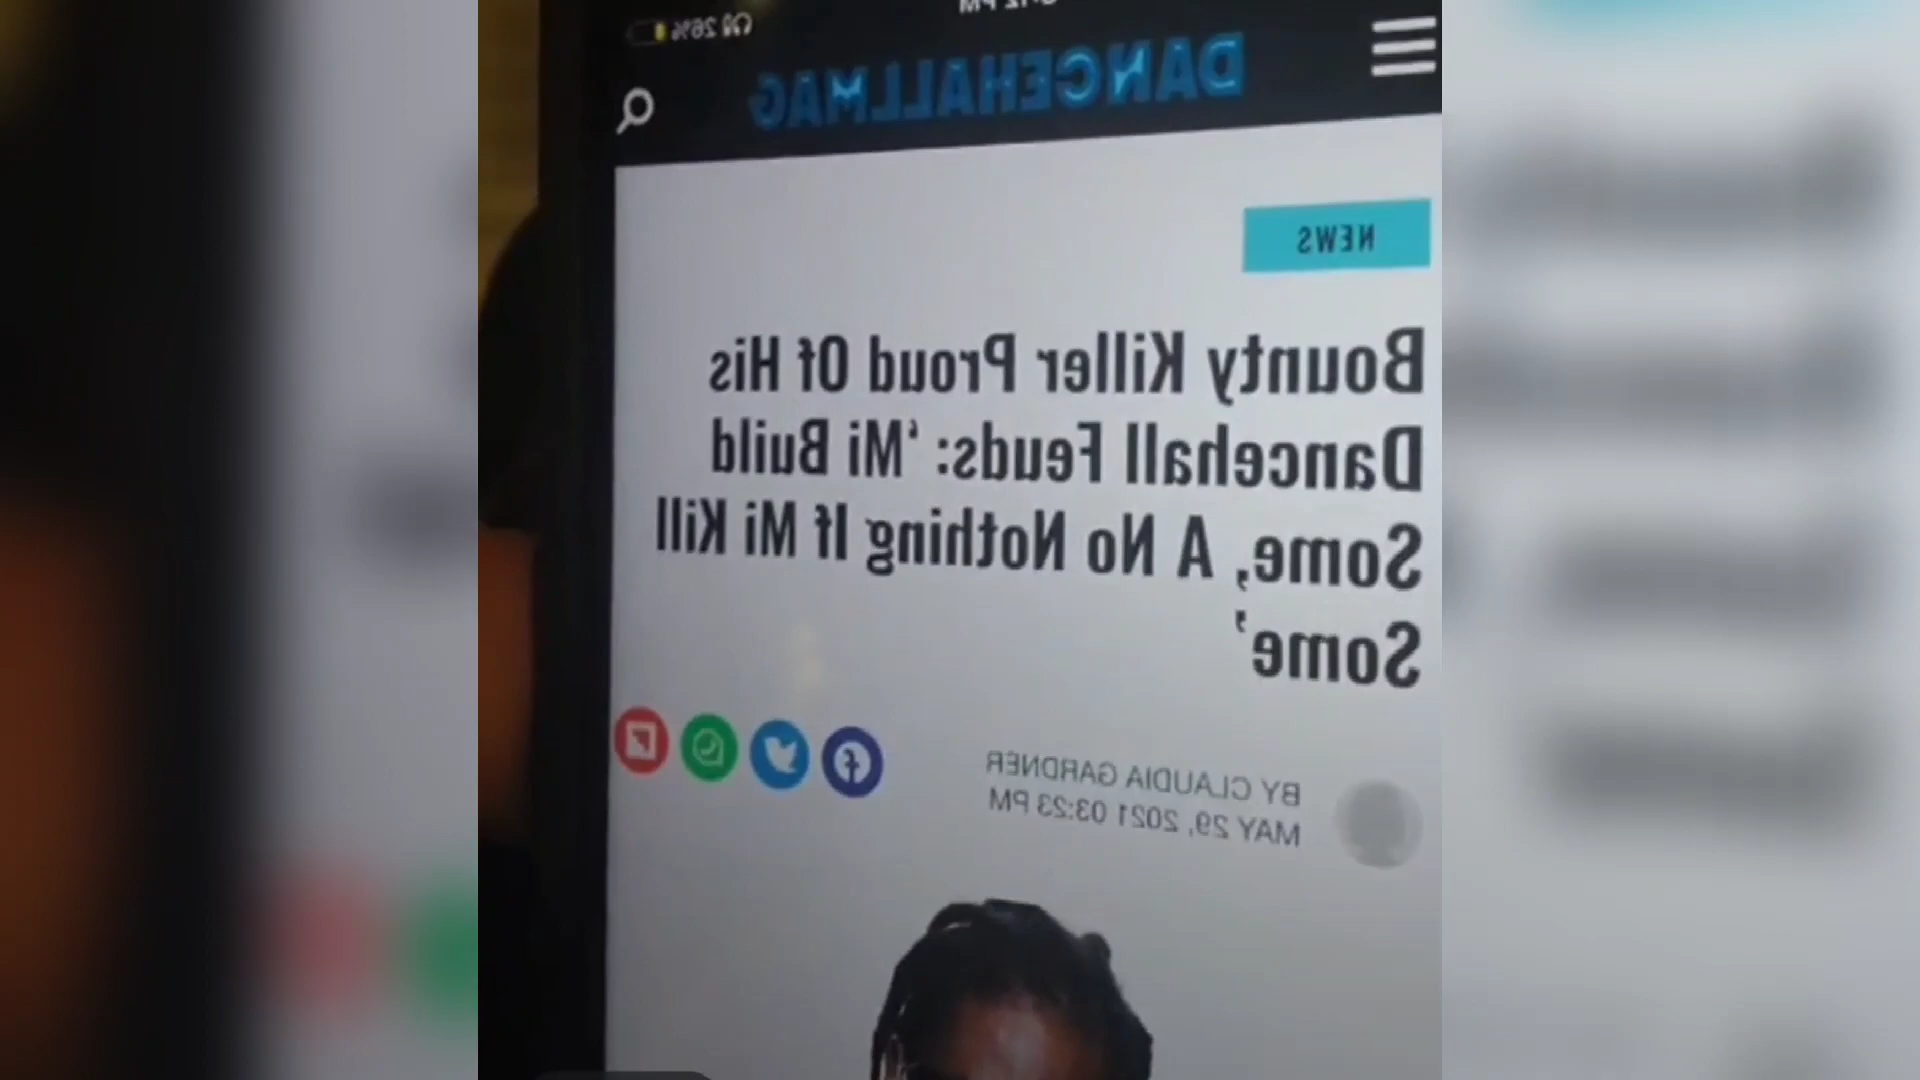 26%
DANCEHALLMAG
NEWS
Bounty Killer Proud Of His
Dancehall Feuds: ‘Mi Build
Some, A No Nothing If Mi Kill
Some’
BY CLAUDIA GARDNER
MAY 29, 2021 03:23 PM